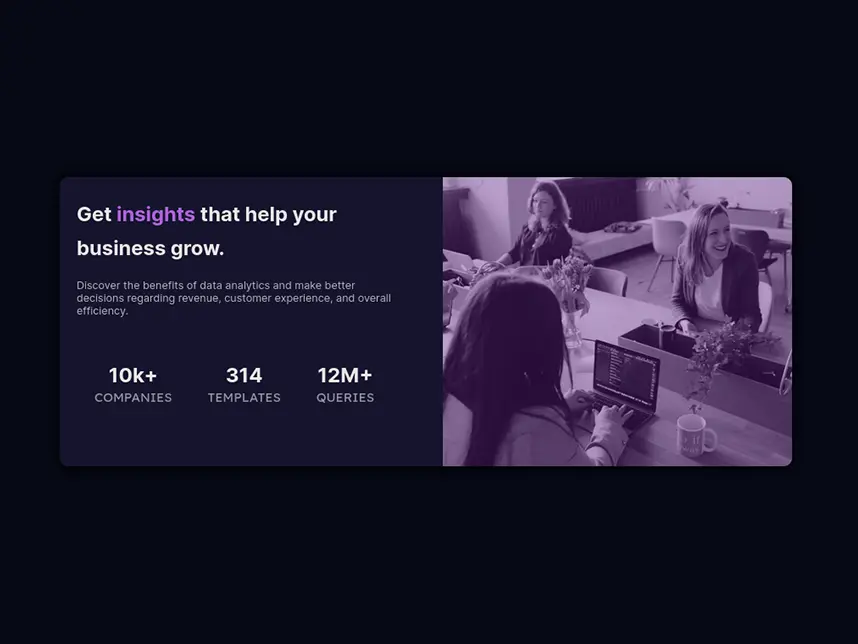 Get insights that help your
business grow.
Discover the benefits of data analytics and make better
decisions regarding revenue, customer experience, and overall
efficiency.
10k+ 314 12M+
COMPANIES TEMPLATES QUERIES